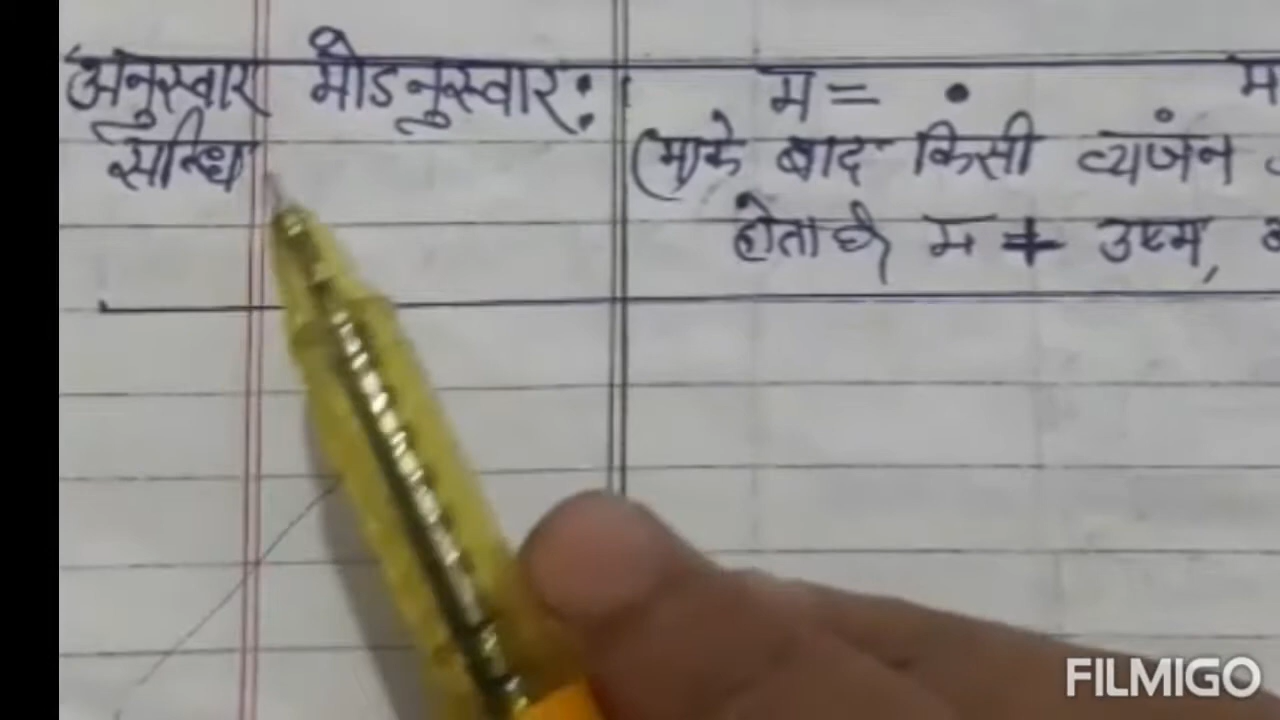 अनुस्वार मोऽनुस्वारः म = • म
सन्धि (म)के बाद किसी व्यंजन
होता है म + उष्म,
FILMIGO